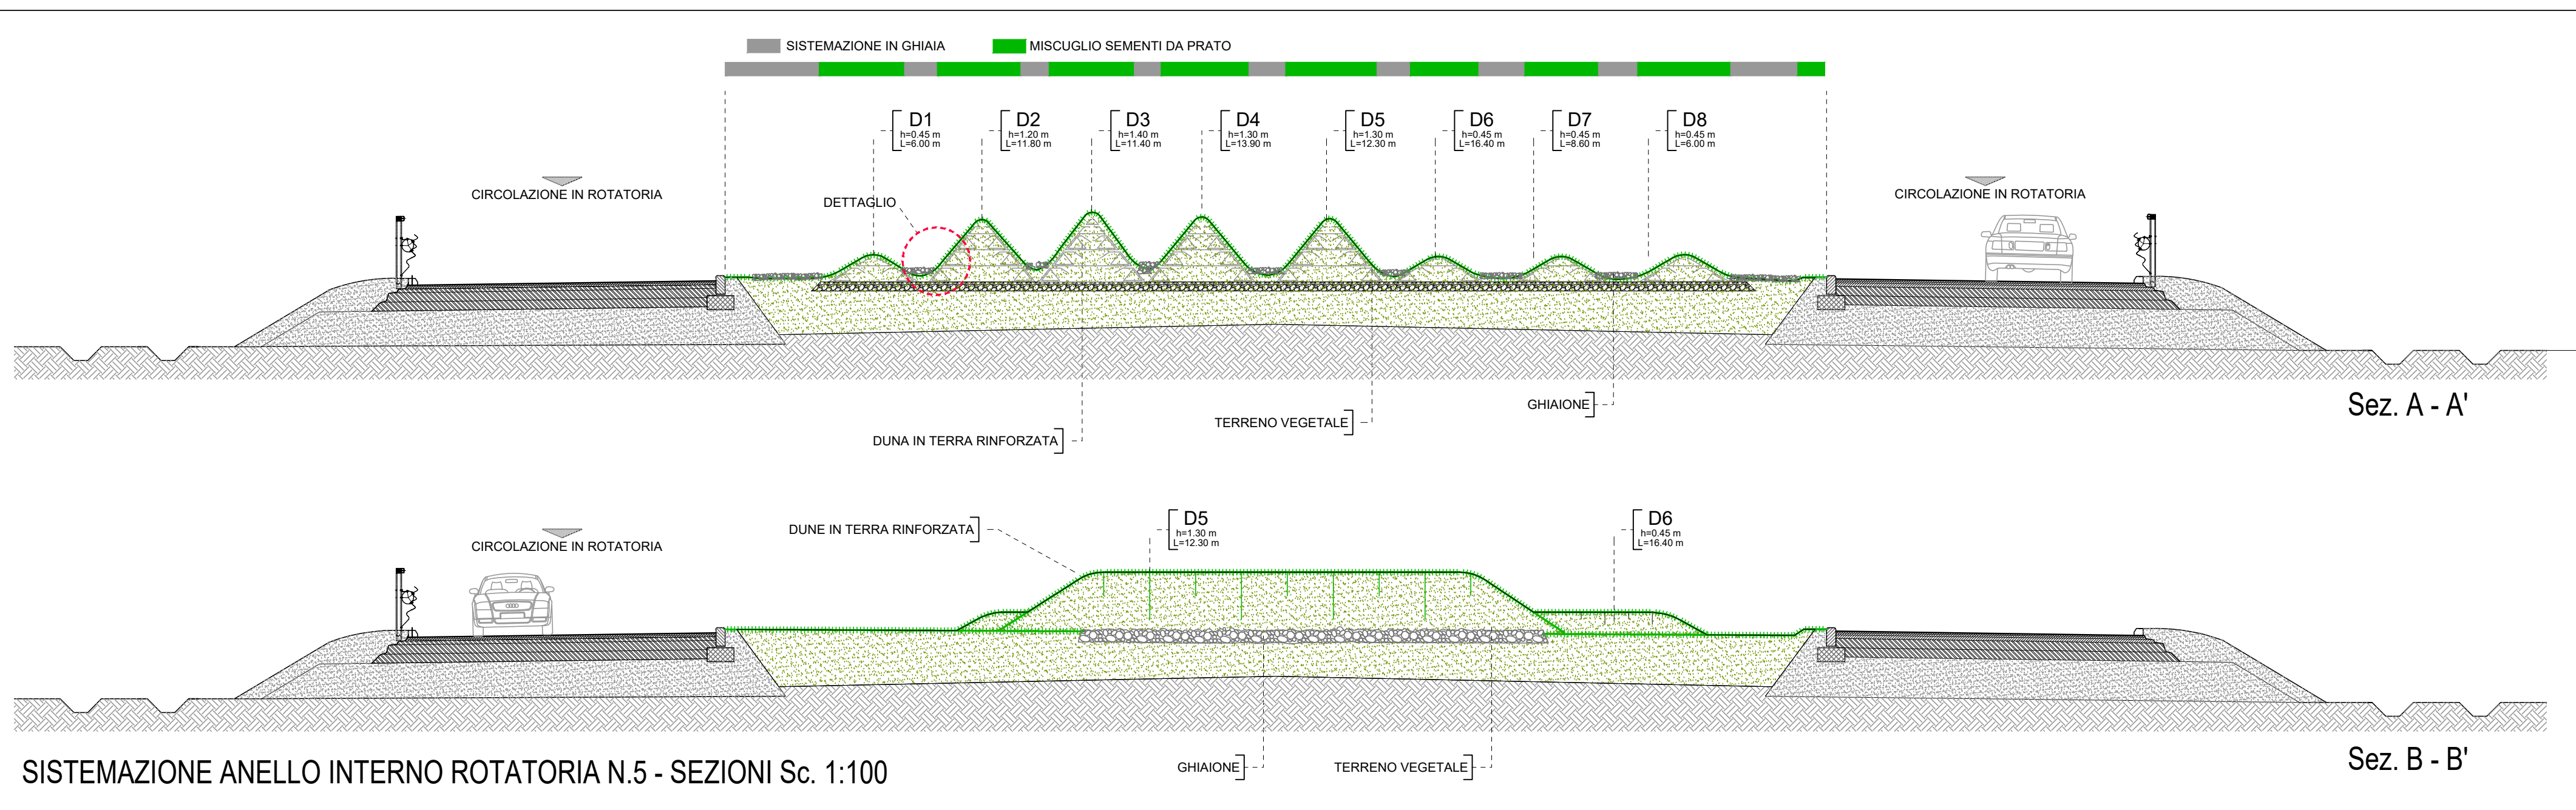 SISTEMAZIONE IN GHIAIA
MISCUGLIO SEMENTI DA PRATO
D1
h=0.45 m
L=6.00 m
D2
h=1.20 m
L=11.80 m
D3
h=1.40 m
L=11.40 m
D4
h=1.30 m
L=13.90 m
D5
h=1.30 m
L=12.30 m
D6
h=0.45 m
L=16.40 m
D7
h=0.45 m
L=8.60 m
D8
h=0.45 m
L=6.00 m
CIRCOLAZIONE IN ROTATORIA
DETTAGLIO
CIRCOLAZIONE IN ROTATORIA
GHIAIONE
TERRENO VEGETALE
DUNA IN TERRA RINFORZATA
Sez. A - A'
CIRCOLAZIONE IN ROTATORIA
DUNE IN TERRA RINFORZATA
D5
h=1.30 m
L=12.30 m
D6
h=0.45 m
L=16.40 m
GHIAIONE
TERRENO VEGETALE
Sez. B - B'
SISTEMAZIONE ANELLO INTERNO ROTATORIA N.5 - SEZIONI Sc. 1:100